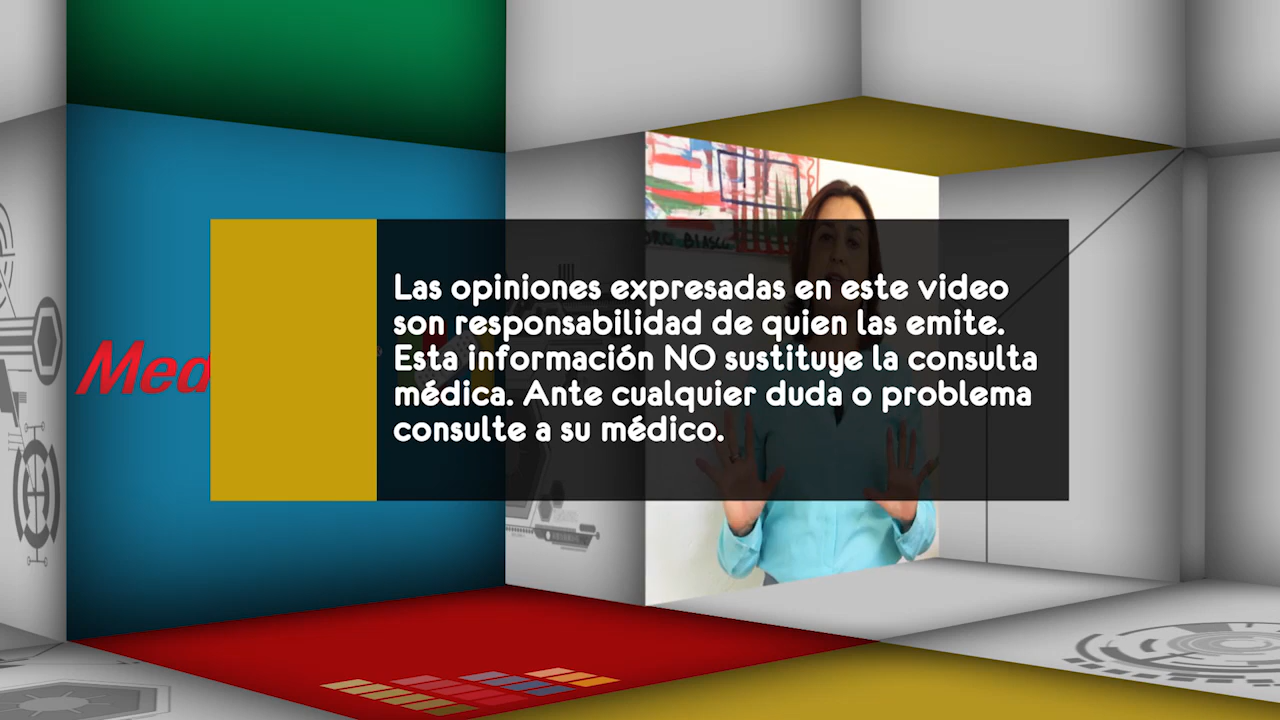 Las opiniones expresadas en este video
son responsabilidad de quien las emite.
Esta información NO sustituye la consulta
médica. Ante cualquier duda o problema
consulte a su médico.
Med